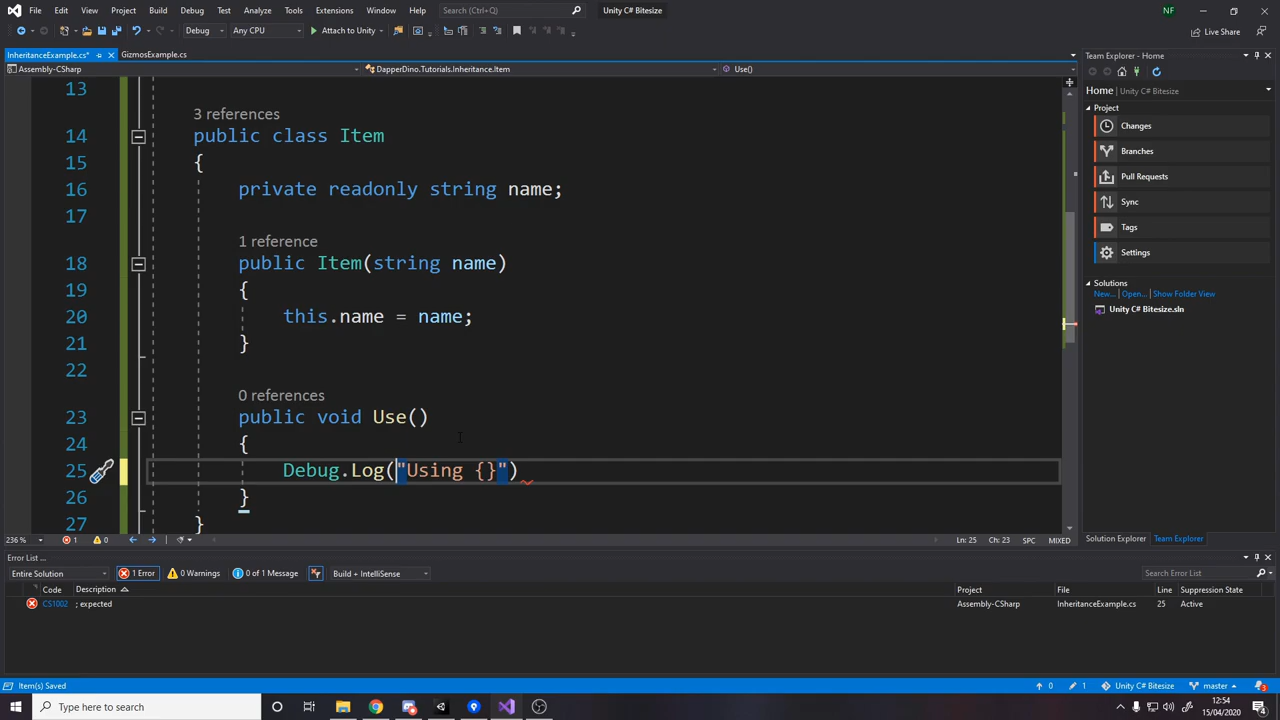 File Edit View Project Build Debug Test Analyze Tools Extensions Window Help Search (Ctrl+Q) Unity C# Bitesize NF
Debug Any CPU Attach to Unity Live Share
InheritanceExample.cs* GizmosExample.cs
Assembly-CSharp DapperDino.Tutorials.Inheritance.Item Use()
13
3 references
14 public class Item
15 {
16 private readonly string name;
17
1 reference
18 public Item(string name)
19 {
20 this.name = name;
21 }
22
0 references
23 public void Use()
24 {
25 Debug.Log("Using {}")
26 }
27 }
236 % 1 0 Ln: 25 Ch: 23 SPC MIXED
Team Explorer - Home
Home | Unity C# Bitesize
Project
Changes
Branches
Pull Requests
Sync
Tags
Settings
Solutions
New... | Open... | Show Folder View
Unity C# Bitesize.sln
Solution Explorer Team Explorer
Error List ...
Entire Solution 1 Error 0 Warnings 0 of 1 Message Build + IntelliSense Search Error List
Code Description Project File Line Suppression State
CS1002 ; expected Assembly-CSharp InheritanceExample.cs 25 Active
Item(s) Saved 0 1 Unity C# Bitesize master 3
Type here to search 12:54
15/04/2020 4